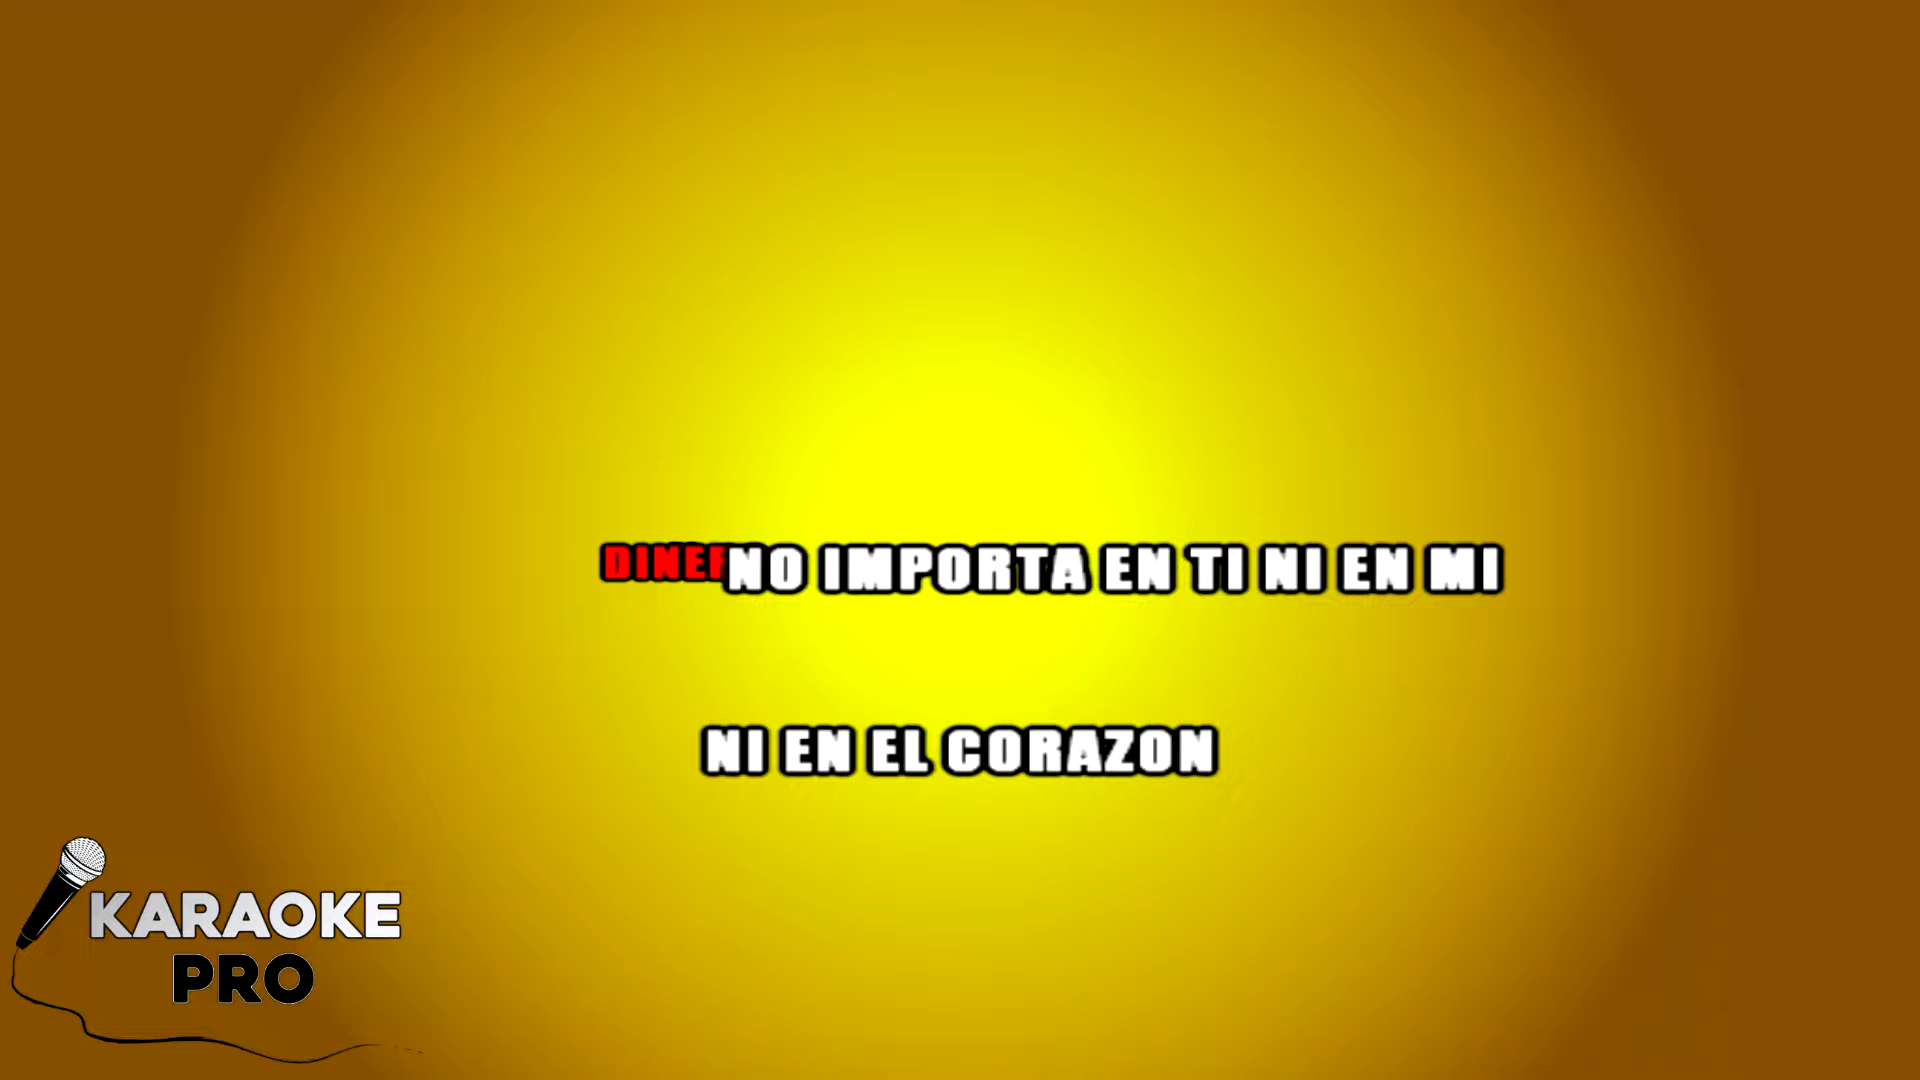 NO IMPORTA EN TI NI EN MI
NI EN EL CORAZON
KARAOKE
PRO